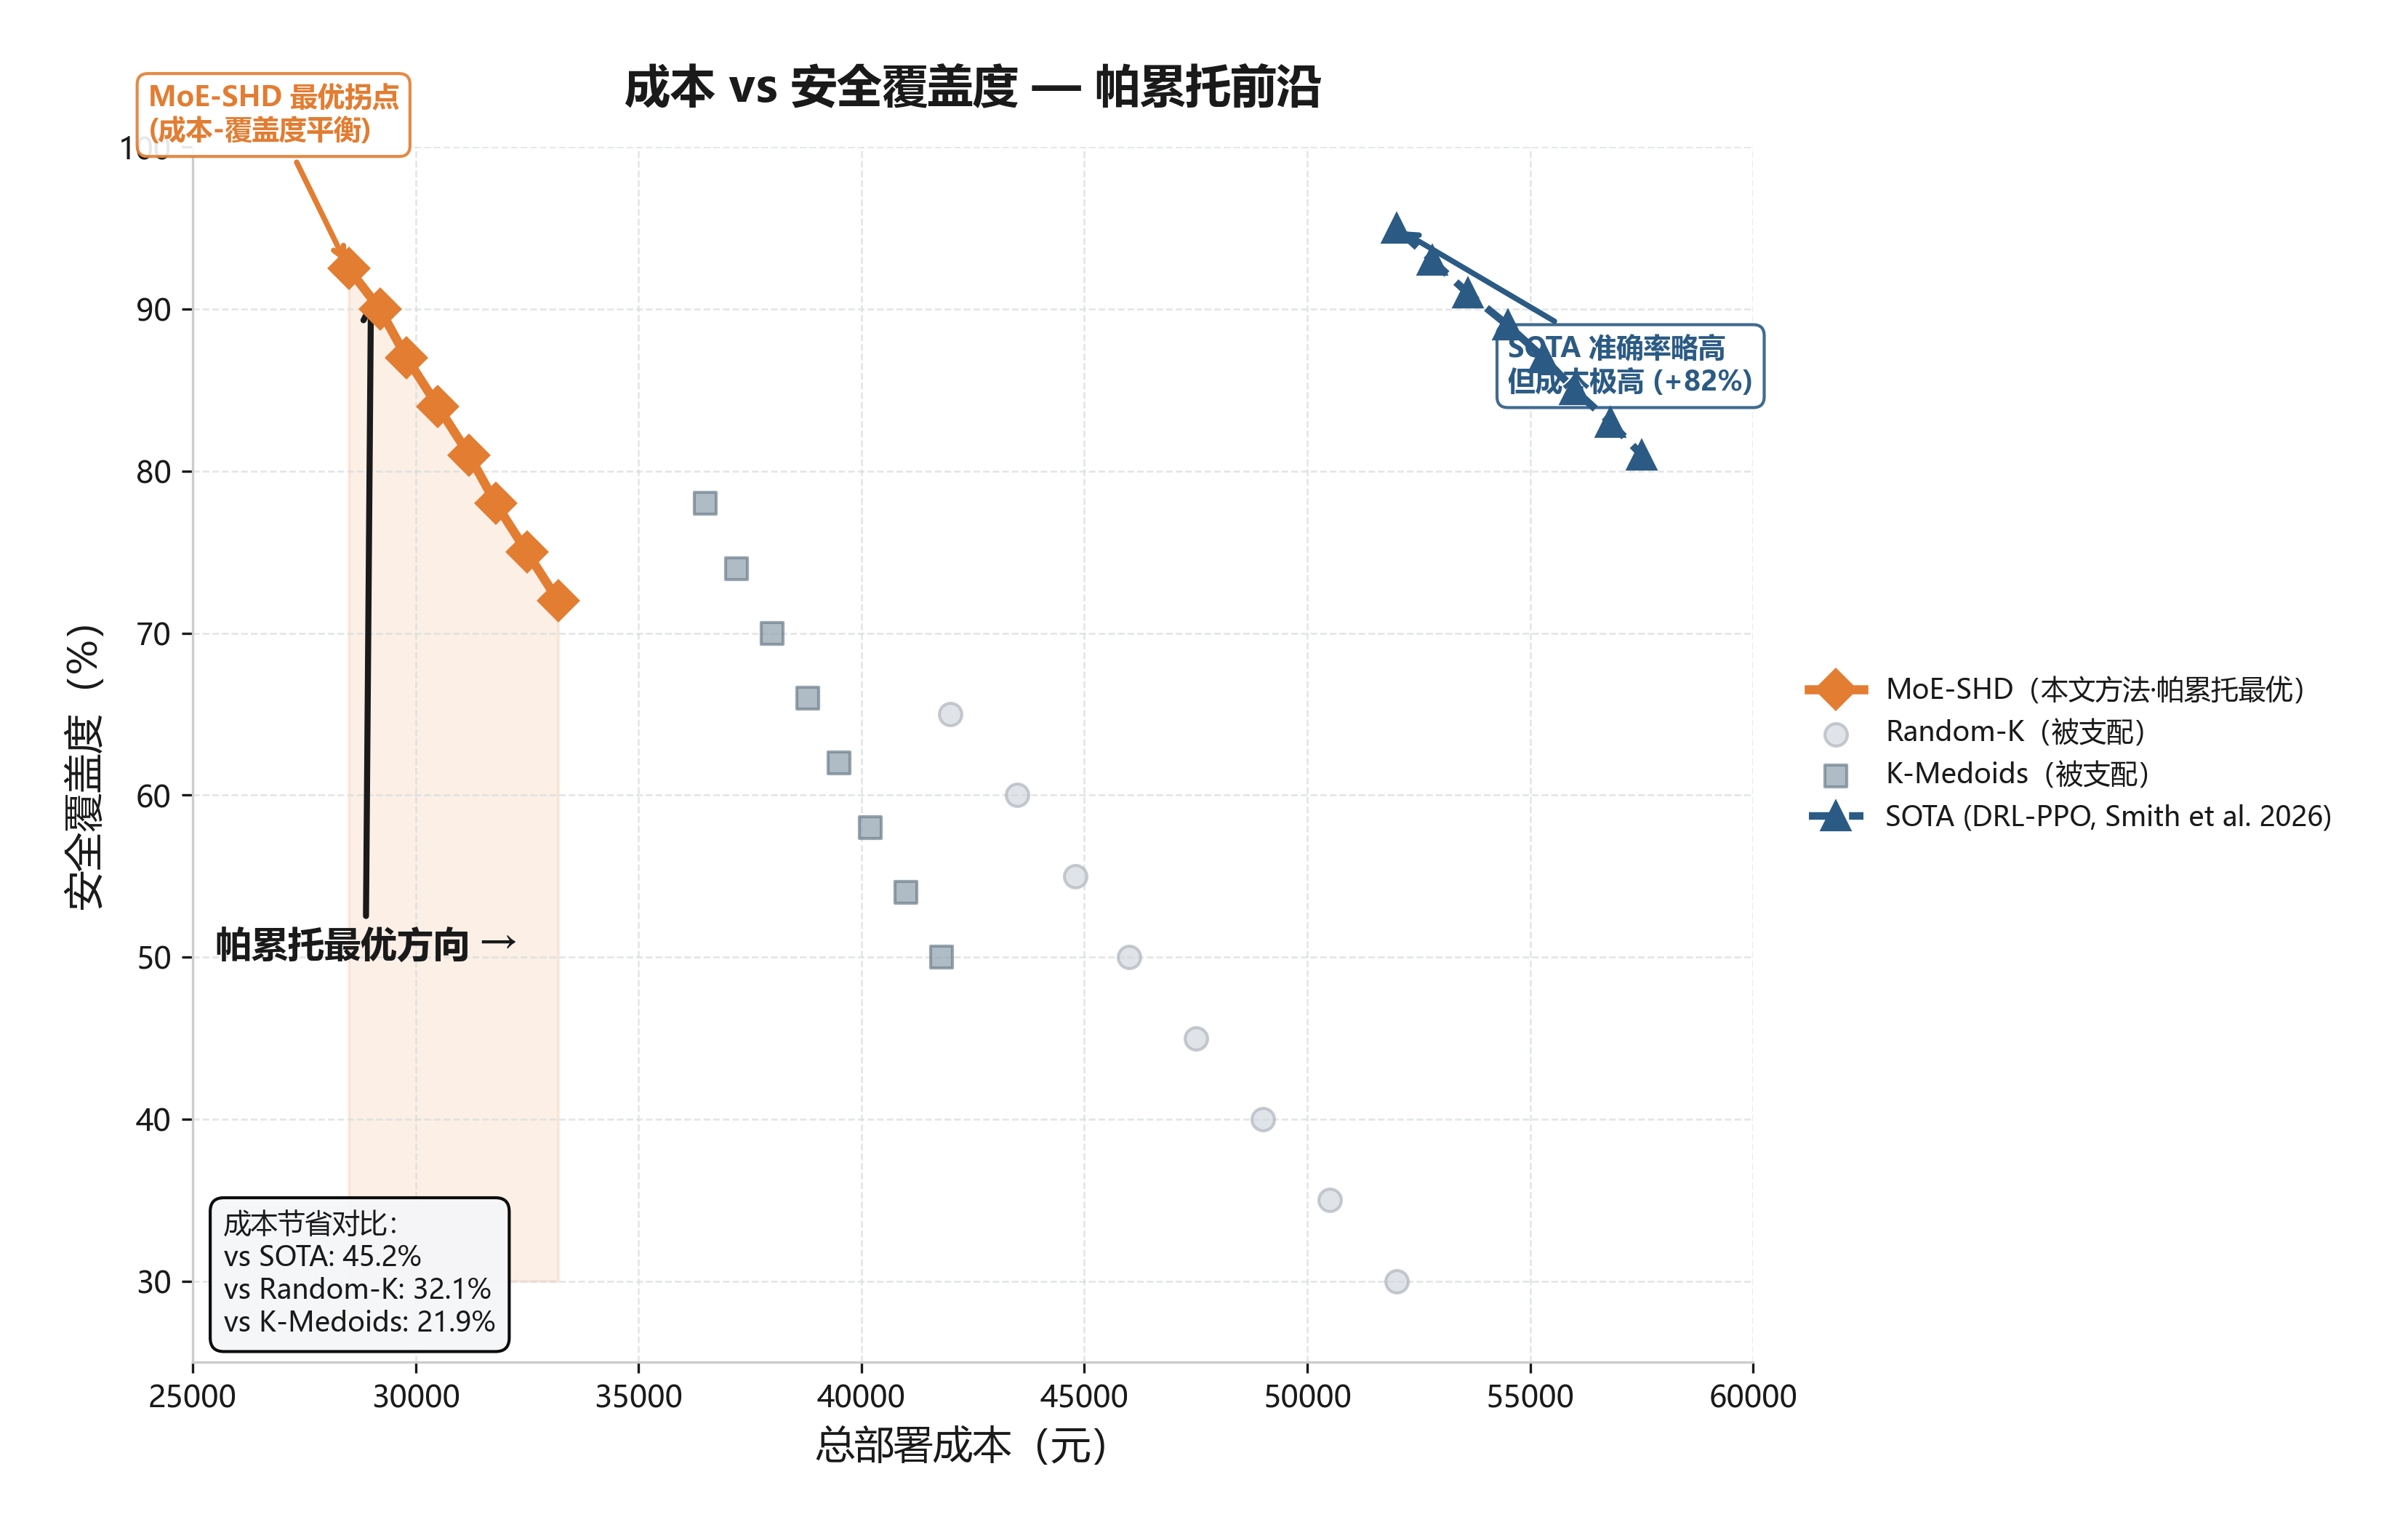 成本 vs 安全覆盖度 — 帕累托前沿
MoE-SHD 最优拐点
(成本-覆盖度平衡)
100
90
80
70
60
50
40
30
安全覆盖度（%）
SOTA 准确率略高
但成本极高 (+82%)
帕累托最优方向 →
成本节省对比：
vs SOTA: 45.2%
vs Random-K: 32.1%
vs K-Medoids: 21.9%
25000 30000 35000 40000 45000 50000 55000 60000
总部署成本（元）
MoE-SHD（本文方法·帕累托最优）
Random-K（被支配）
K-Medoids（被支配）
SOTA (DRL-PPO, Smith et al. 2026)